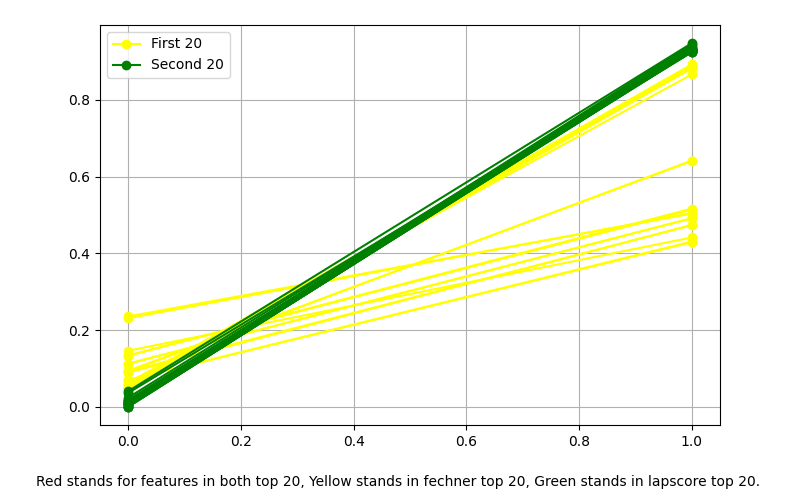 First 20
Second 20
0.8
0.6
0.4
0.2
0.0
0.0 0.2 0.4 0.6 0.8 1.0
Red stands for features in both top 20, Yellow stands in fechner top 20, Green stands in lapscore top 20.